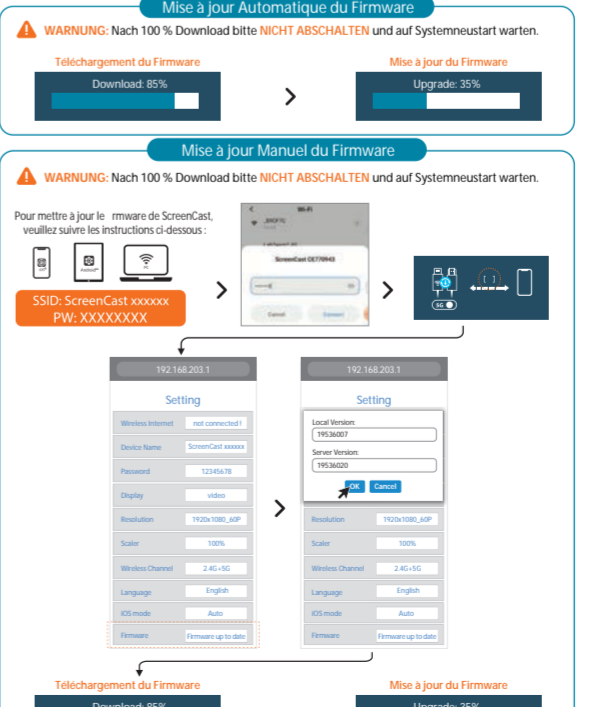 Mise à jour Automatique du Firmware
WARNUNG: Nach 100 % Download bitte NICHT ABSCHALTEN und auf Systemneustart warten.
Téléchargement du Firmware
Download: 85%
Mise à jour du Firmware
Upgrade: 35%
Mise à jour Manuel du Firmware
WARNUNG: Nach 100 % Download bitte NICHT ABSCHALTEN und auf Systemneustart warten.
Pour mettre à jour le rmware de ScreenCast,
veuillez suivre les instructions ci-dessous :
PC
SSID: ScreenCast xxxxxx
PW: XXXXXXXX
Wi-Fi
ScreenCast CE770943
Cancel
Connect
5G
192.168.203.1
Setting
Wireless Internet not connected !
Device Name ScreenCast xxxxxx
Password 12345678
Display video
Resolution 1920x1080_60P
Scaler 100%
Wireless Channel 2.4G+5G
Language English
iOS mode Auto
Firmware Firmware up to date
192.168.203.1
Setting
Local Version:
19536007
Server Version:
19536020
OK Cancel
Resolution 1920x1080_60P
Scaler 100%
Wireless Channel 2.4G+5G
Language English
iOS mode Auto
Firmware Firmware up to date
Téléchargement du Firmware
Download: 85%
Mise à jour du Firmware
Upgrade: 35%